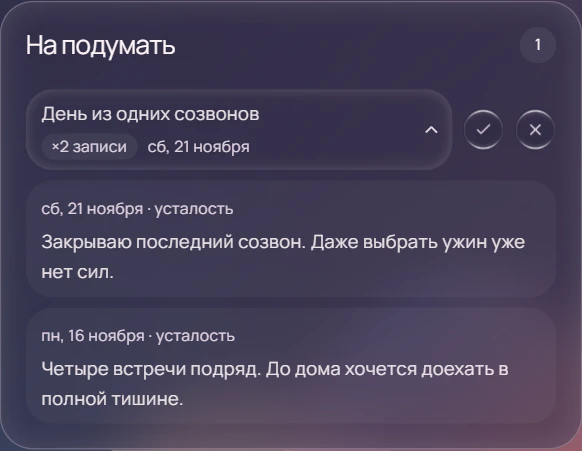 На подумать
1
День из одних созвонов
×2 записи сб, 21 ноября
сб, 21 ноября · усталость
Закрываю последний созвон. Даже выбрать ужин уже
нет сил.
пн, 16 ноября · усталость
Четыре встречи подряд. До дома хочется доехать в
полной тишине.